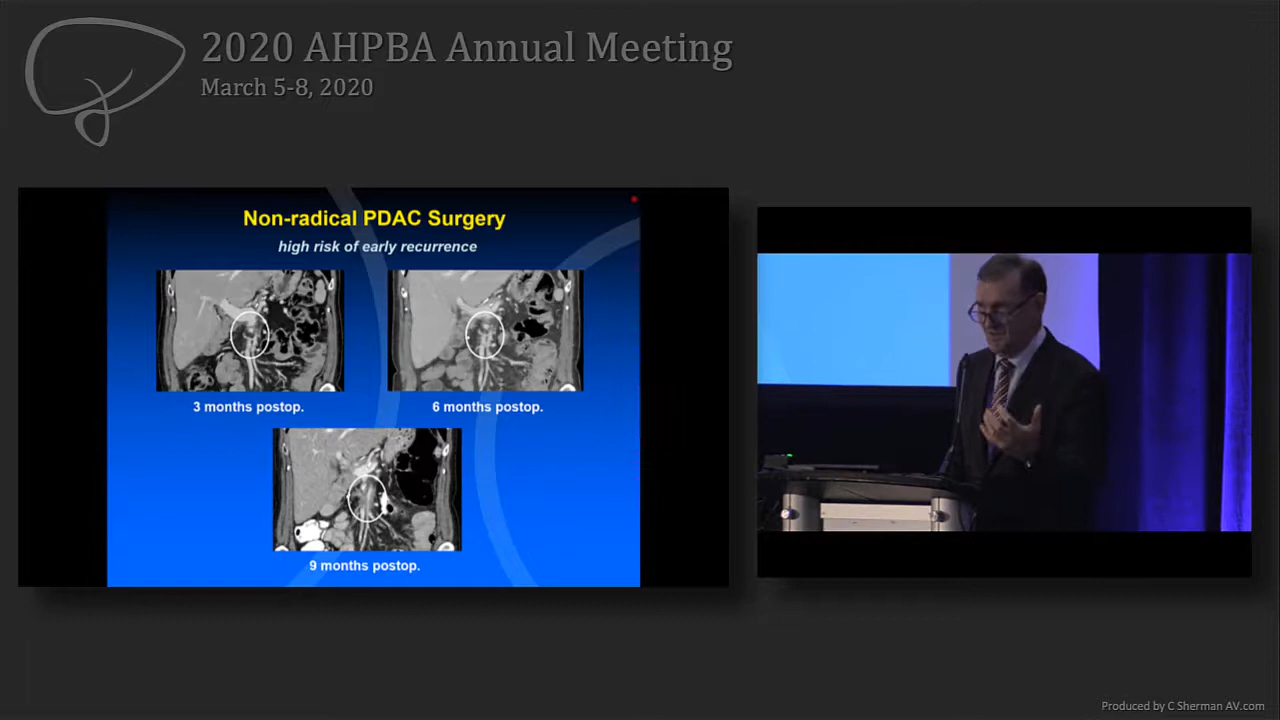 2020 AHPBA Annual Meeting
March 5-8, 2020
Non-radical PDAC Surgery
high risk of early recurrence
3 months postop.
6 months postop.
9 months postop.
Produced by C Sherman AV.com